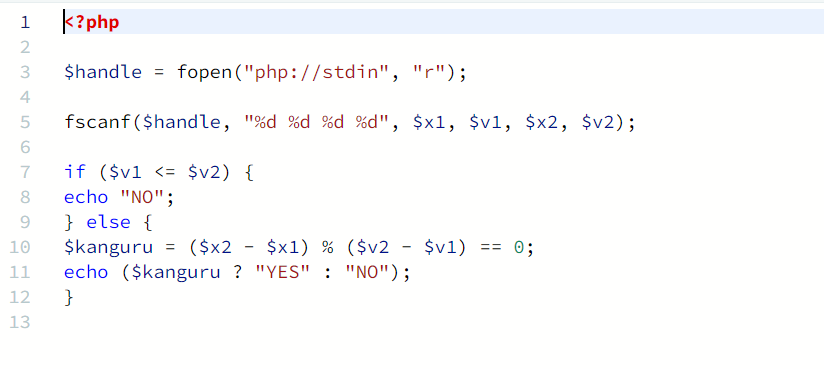 1 <?php
2
3 $handle = fopen("php://stdin", "r");
4
5 fscanf($handle, "%d %d %d %d", $x1, $v1, $x2, $v2);
6
7 if ($v1 <= $v2) {
8 echo "NO";
9 } else {
10 $kanguru = ($x2 - $x1) % ($v2 - $v1) == 0;
11 echo ($kanguru ? "YES" : "NO");
12 }
13